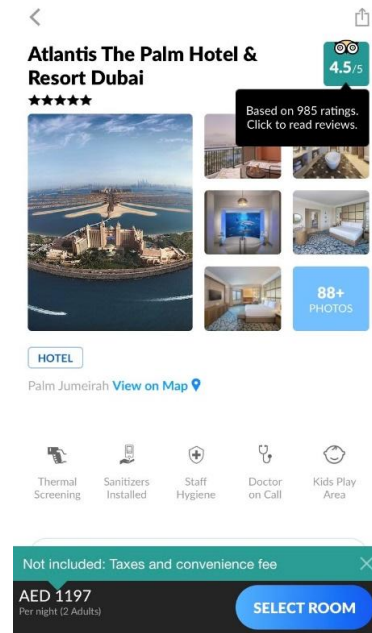 Atlantis The Palm Hotel &
Resort Dubai
4.5/5
Based on 985 ratings.
Click to read reviews.
88+
PHOTOS
HOTEL
Palm Jumeirah View on Map
Thermal
Screening
Sanitizers
Installed
Staff
Hygiene
Doctor
on Call
Kids Play
Area
Not included: Taxes and convenience fee
AED 1197
Per night (2 Adults)
SELECT ROOM